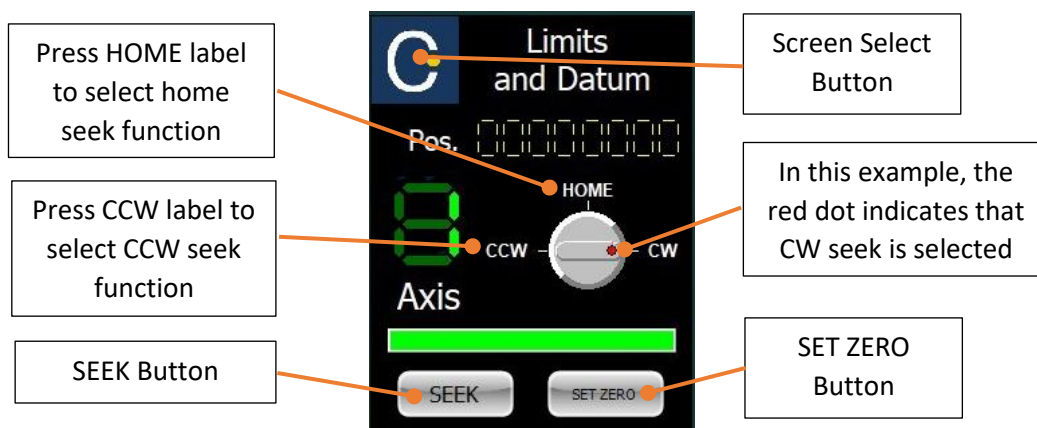 Press HOME label
to select home
seek function
Press CCW label to
select CCW seek
function
SEEK Button
C
Limits
and Datum
Pos.
HOME
CCW
CW
1
Axis
SEEK
SET ZERO
Screen Select
Button
In this example, the
red dot indicates that
CW seek is selected
SET ZERO
Button